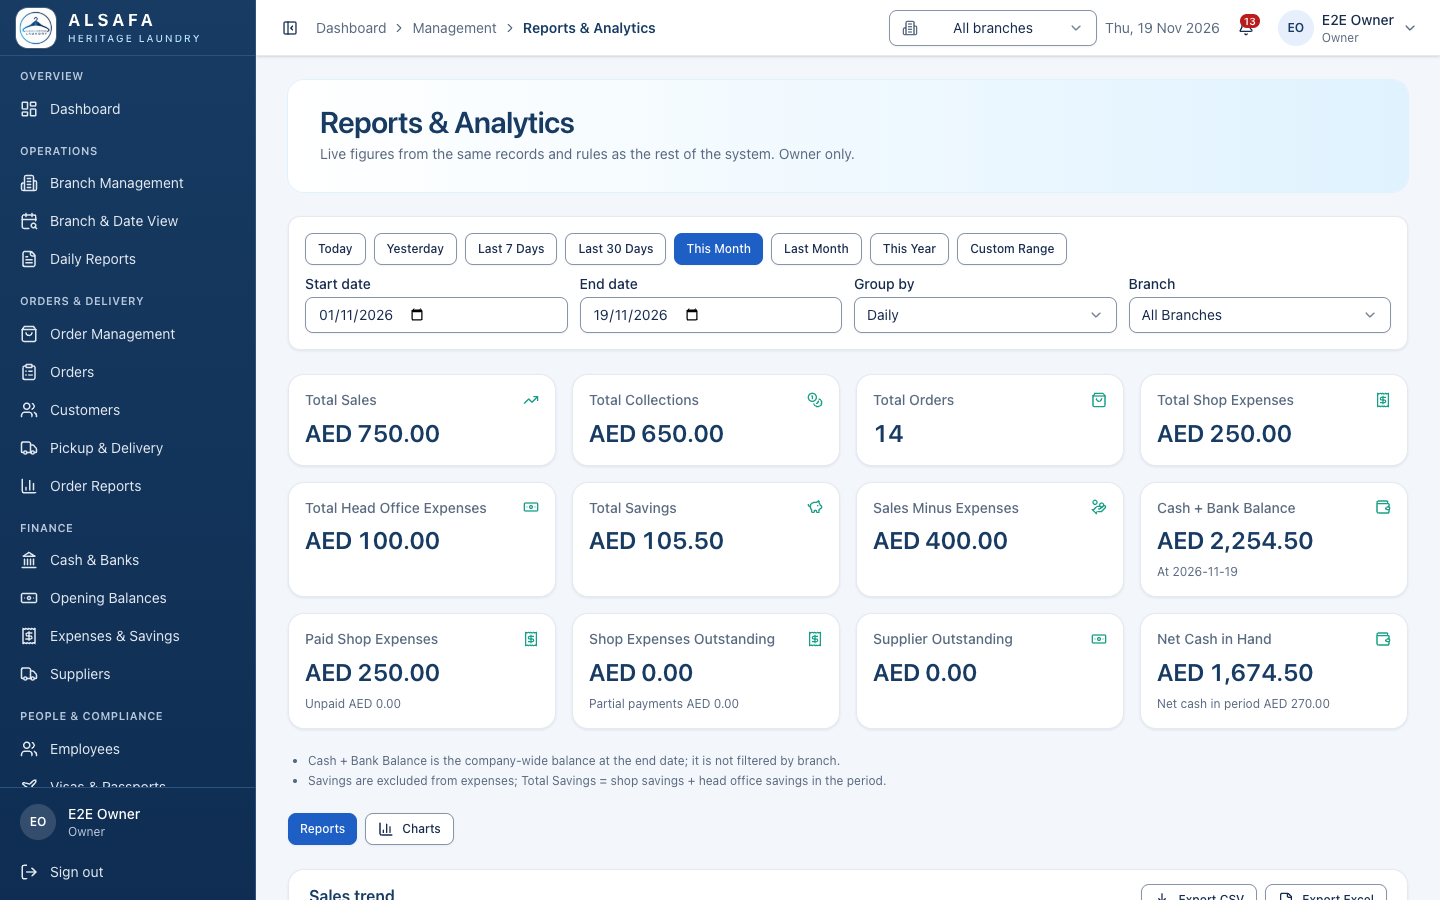 ALSAFA
HERITAGE LAUNDRY
OVERVIEW
Dashboard
OPERATIONS
Branch Management
Branch & Date View
Daily Reports
ORDERS & DELIVERY
Order Management
Orders
Customers
Pickup & Delivery
Order Reports
FINANCE
Cash & Banks
Opening Balances
Expenses & Savings
Suppliers
PEOPLE & COMPLIANCE
Employees
Visas & Passports
EO
E2E Owner
Owner
Sign out
Dashboard > Management > Reports & Analytics
All branches
Thu, 19 Nov 2026
13
EO
E2E Owner
Owner
Reports & Analytics
Live figures from the same records and rules as the rest of the system. Owner only.
Today Yesterday Last 7 Days Last 30 Days This Month Last Month This Year Custom Range
Start date End date Group by Branch
01/11/2026 19/11/2026 Daily All Branches
Total Sales
AED 750.00
Total Collections
AED 650.00
Total Orders
14
Total Shop Expenses
AED 250.00
Total Head Office Expenses
AED 100.00
Total Savings
AED 105.50
Sales Minus Expenses
AED 400.00
Cash + Bank Balance
AED 2,254.50
At 2026-11-19
Paid Shop Expenses
AED 250.00
Unpaid AED 0.00
Shop Expenses Outstanding
AED 0.00
Partial payments AED 0.00
Supplier Outstanding
AED 0.00
Net Cash in Hand
AED 1,674.50
Net cash in period AED 270.00
• Cash + Bank Balance is the company-wide balance at the end date; it is not filtered by branch.
• Savings are excluded from expenses; Total Savings = shop savings + head office savings in the period.
Reports Charts
Sales trend
Export CSV Export Excel